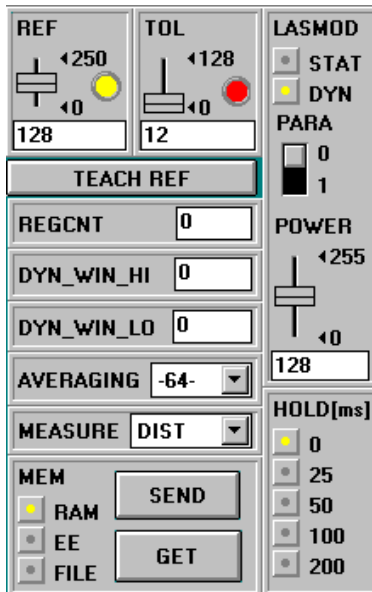 REF
◄250
◄0
128
TOL
◄128
◄0
12
TEACH REF
REGCNT 0
DYN_WIN_HI 0
DYN_WIN_LO 0
AVERAGING -64-
MEASURE DIST
MEM
RAM
EE
FILE
SEND
GET
LASMOD
STAT
DYN
PARA
0
1
POWER
◄255
◄0
128
HOLD[ms]
0
25
50
100
200